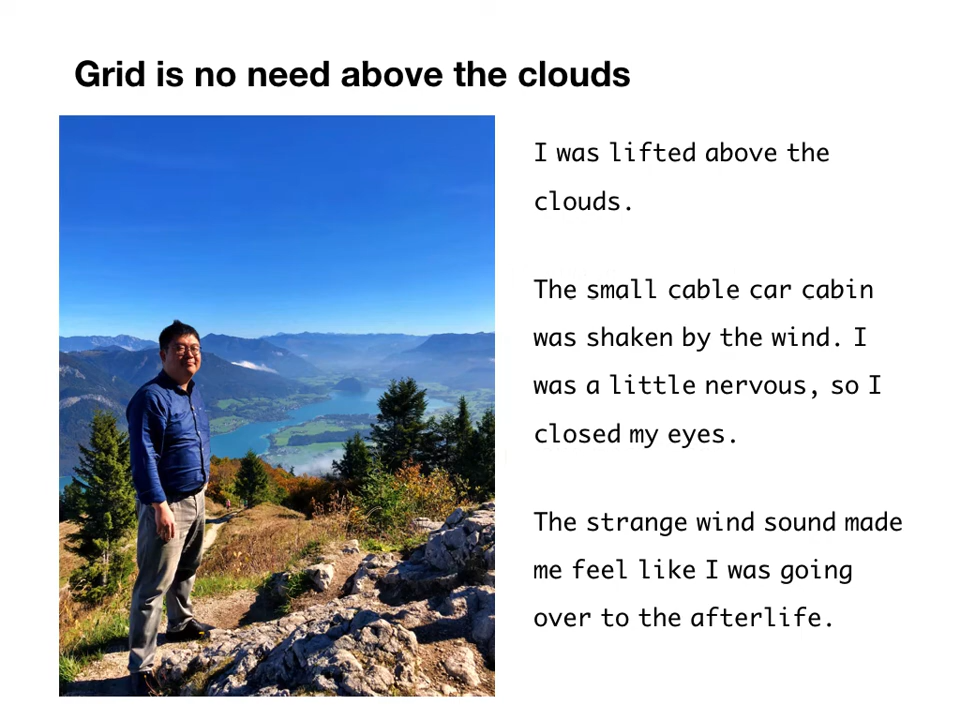 Grid is no need above the clouds
I was lifted above the
clouds.
The small cable car cabin
was shaken by the wind. I
was a little nervous, so I
closed my eyes.
The strange wind sound made
me feel like I was going
over to the afterlife.